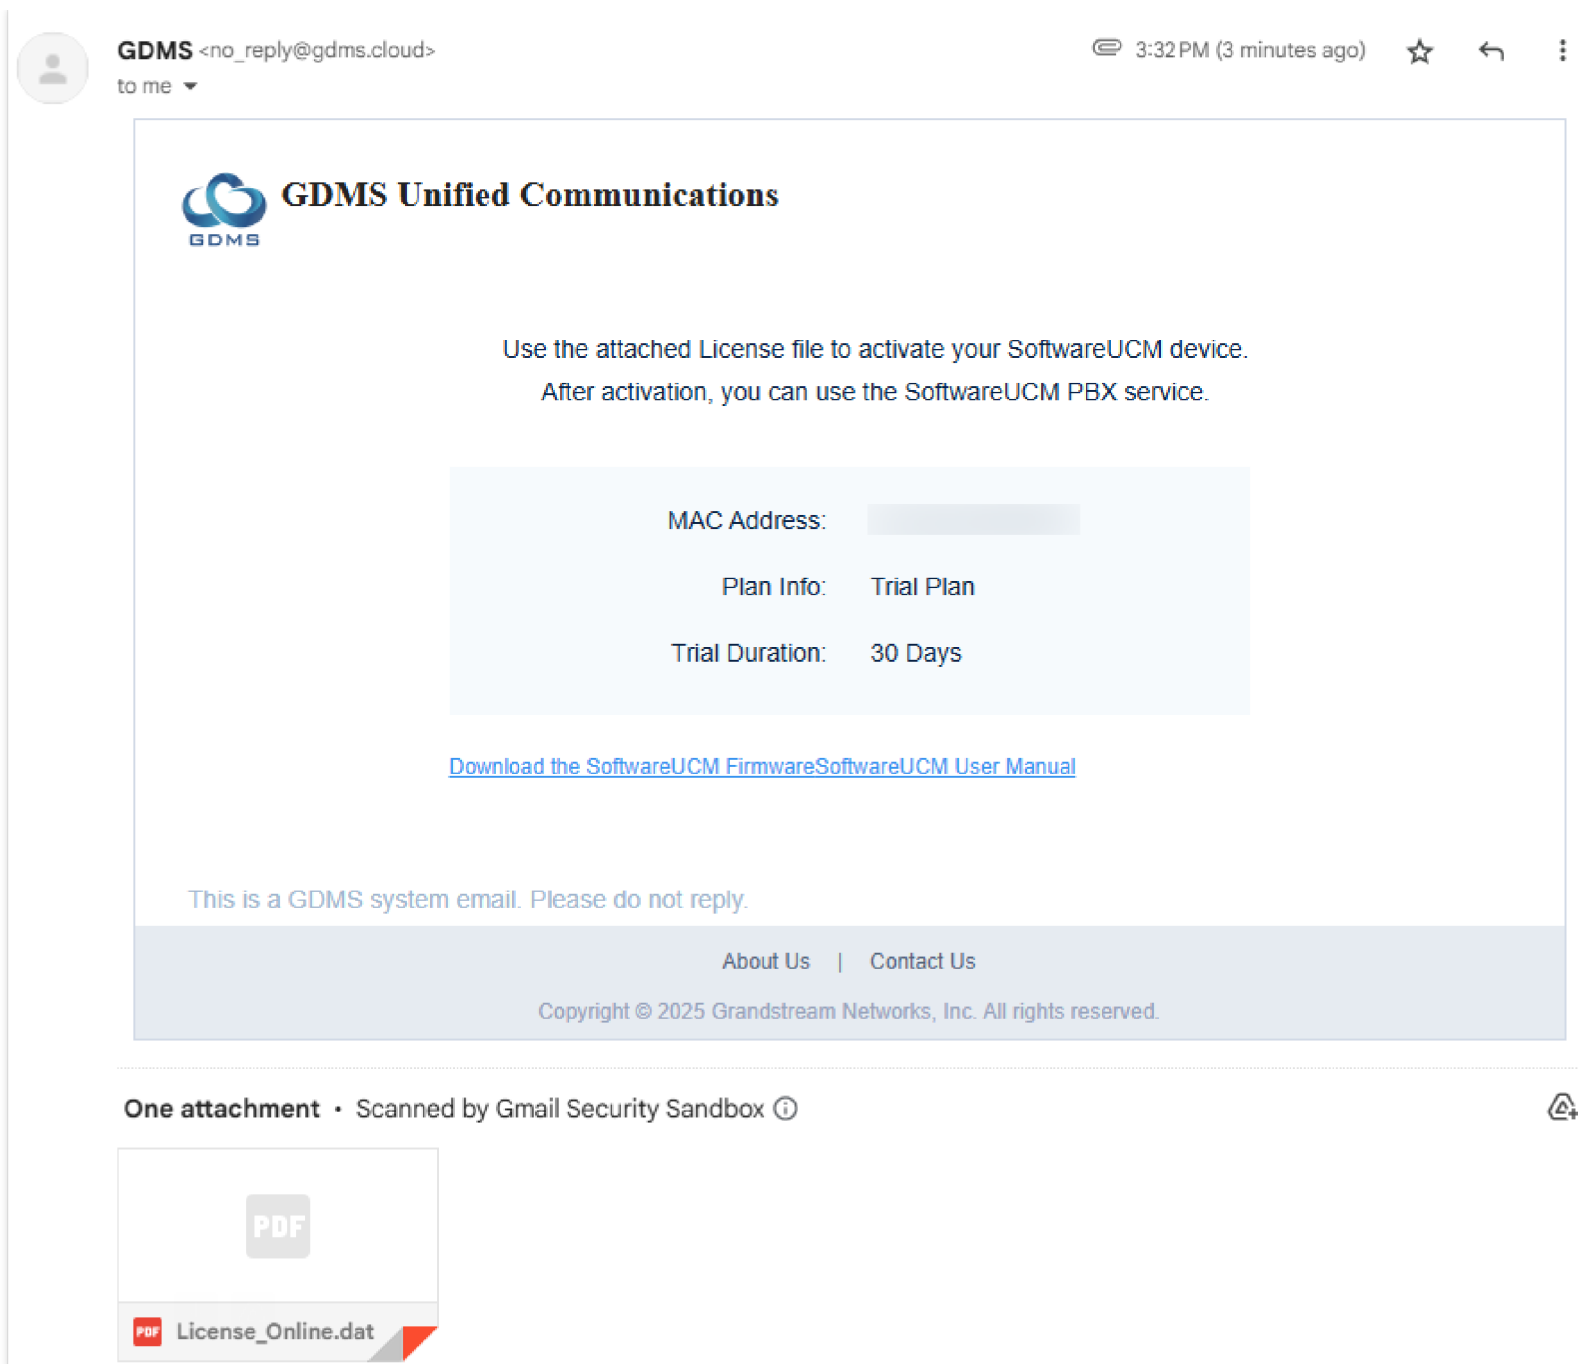 GDMS <no_reply@gdms.cloud>
3:32 PM (3 minutes ago)
to me
GDMS
GDMS Unified Communications
Use the attached License file to activate your SoftwareUCM device.
After activation, you can use the SoftwareUCM PBX service.
MAC Address:
Plan Info: Trial Plan
Trial Duration: 30 Days
Download the SoftwareUCM FirmwareSoftwareUCM User Manual
This is a GDMS system email. Please do not reply.
About Us | Contact Us
Copyright © 2025 Grandstream Networks, Inc. All rights reserved.
One attachment • Scanned by Gmail Security Sandbox
PDF
PDF License_Online.dat